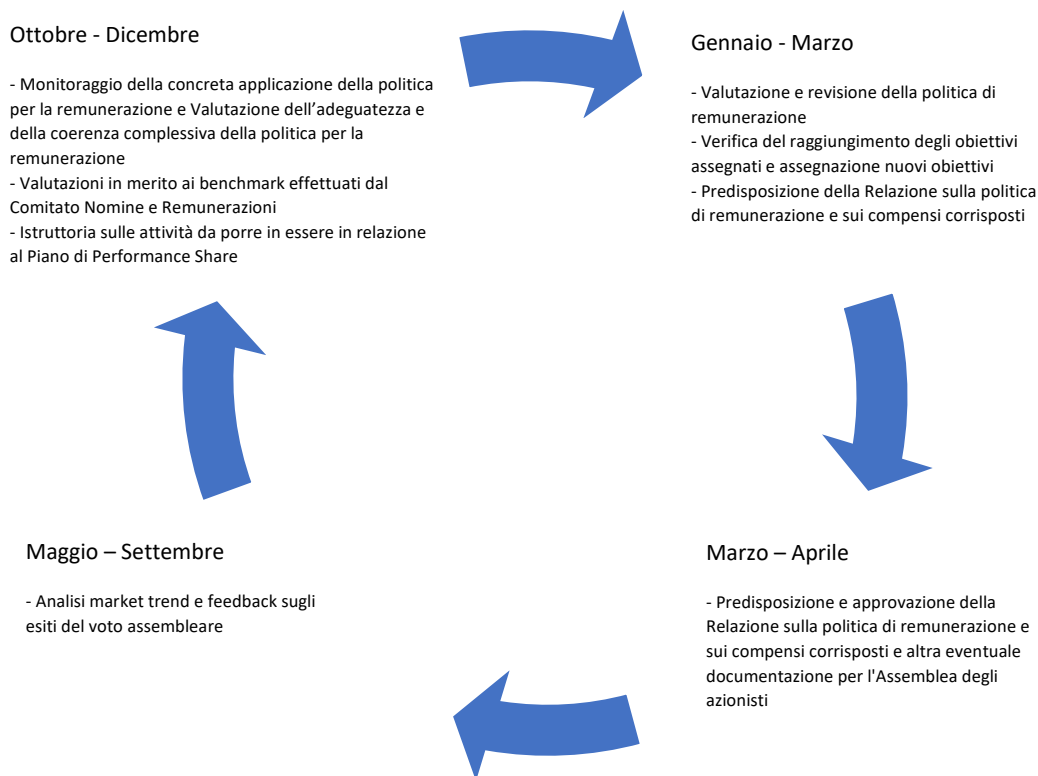 Ottobre - Dicembre
- Monitoraggio della concreta applicazione della politica
per la remunerazione e Valutazione dell’adeguatezza e
della coerenza complessiva della politica per la
remunerazione
- Valutazioni in merito ai benchmark effettuati dal
Comitato Nomine e Remunerazioni
- Istruttoria sulle attività da porre in essere in relazione
al Piano di Performance Share
Gennaio - Marzo
- Valutazione e revisione della politica di
remunerazione
- Verifica del raggiungimento degli obiettivi
assegnati e assegnazione nuovi obiettivi
- Predisposizione della Relazione sulla politica
di remunerazione e sui compensi corrisposti
Maggio – Settembre
- Analisi market trend e feedback sugli
esiti del voto assembleare
Marzo – Aprile
- Predisposizione e approvazione della
Relazione sulla politica di remunerazione e
sui compensi corrisposti e altra eventuale
documentazione per l'Assemblea degli
azionisti